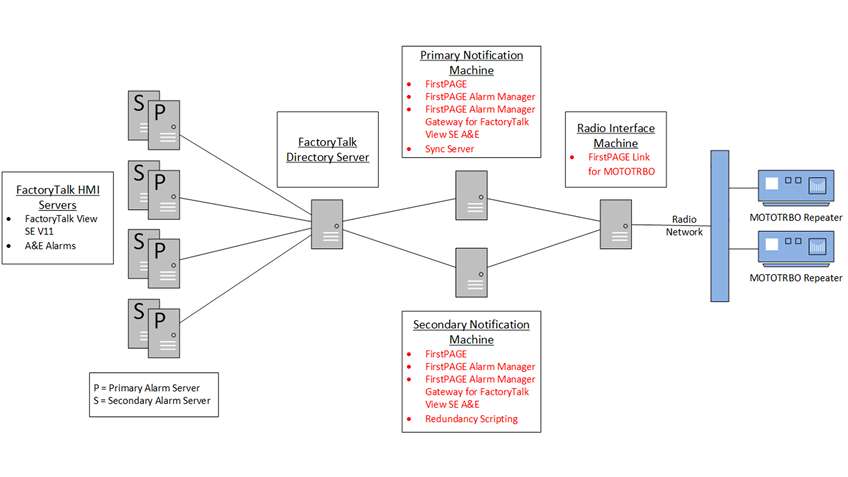 FactoryTalk HMI
Servers
FactoryTalk View
SE V11
A&E Alarms
S
P
S
P
S
P
S
P
P = Primary Alarm Server
S = Secondary Alarm Server
FactoryTalk
Directory Server
Primary Notification
Machine
FirstPAGE
FirstPAGE Alarm Manager
FirstPAGE Alarm Manager
Gateway for FactoryTalk
View SE A&E
Sync Server
Secondary Notification
Machine
FirstPAGE
FirstPAGE Alarm Manager
FirstPAGE Alarm Manager
Gateway for FactoryTalk
View SE A&E
Redundancy Scripting
Radio Interface
Machine
FirstPAGE Link
for MOTOTRBO
Radio
Network
MOTOTRBO Repeater
MOTOTRBO Repeater